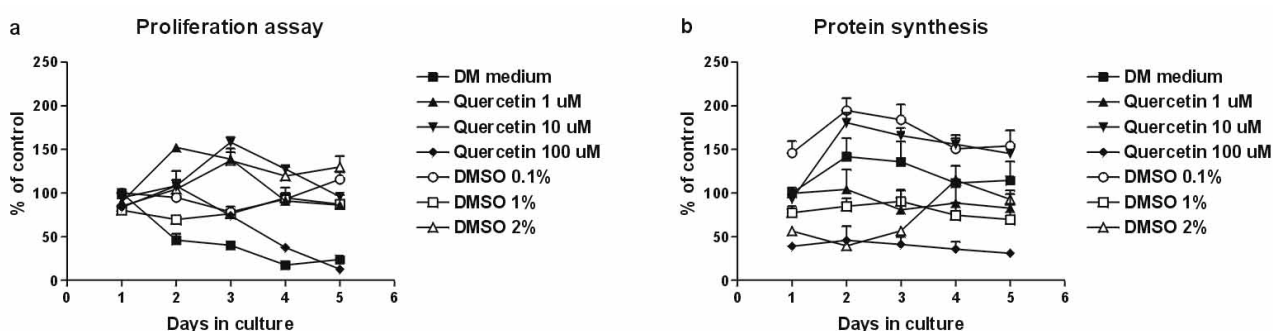 a
Proliferation assay
250
200
150
100
50
0
% of control
0 1 2 3 4 5 6
Days in culture
DM medium
Quercetin 1 uM
Quercetin 10 uM
Quercetin 100 uM
DMSO 0.1%
DMSO 1%
DMSO 2%
b
Protein synthesis
250
200
150
100
50
0
% of control
0 1 2 3 4 5 6
Days in culture
DM medium
Quercetin 1 uM
Quercetin 10 uM
Quercetin 100 uM
DMSO 0.1%
DMSO 1%
DMSO 2%